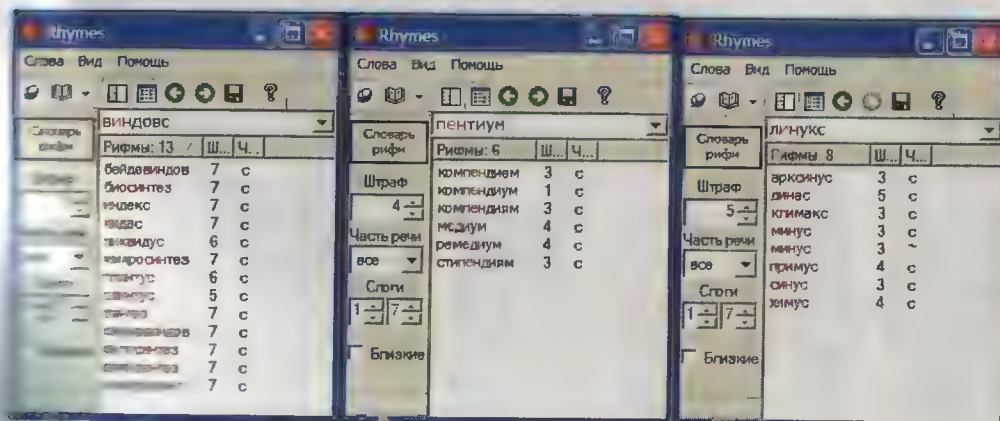 Rhymes
Слова Вид Помощь
виндовс
Словарь рифм
Рифмы: 13 Ш... Ч...
байдевиндов 7 с
биосинтез 7 с
индекс 7 с
7 с
6 с
7 с
6 с
5 с
7 с
7 с
7 с
7 с
7 с
Rhymes
Слова Вид Помощь
пентиум
Словарь рифм
Рифмы: 6 Ш... Ч...
Штраф
4
Часть речи
все
Слоги
1 7
Близкие
компендием 3 с
компендиум 1 с
компендиям 3 с
медиум 4 с
ремедиум 4 с
стипендиям 3 с
Rhymes
Слова Вид Помощь
линукс
Словарь рифм
Рифмы: 8 Ш... Ч...
Штраф
5
Часть речи
все
Слоги
1 7
Близкие
арксинус 3 с
динас 5 с
климакс 3 с
минус 3 с
минус 3 ~
примус 4 с
синус 3 с
химус 4 с